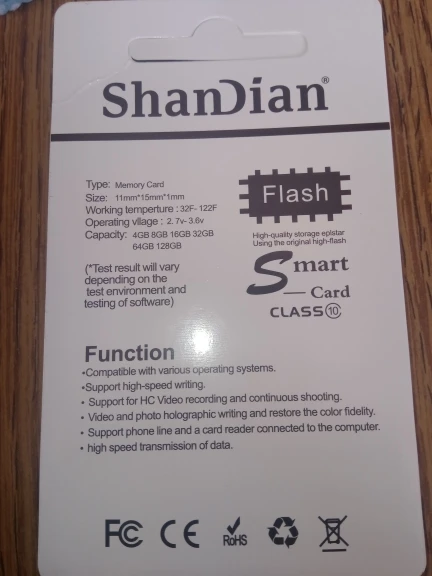 ShanDian®
Type: Memory Card
Size: 11mm*15mm*1mm
Working temperture : 32F- 122F
Operating vllage : 2. 7v- 3.6v
Capacity: 4GB 8GB 16GB 32GB
64GB 128GB
(*Test result will vary
depending on the
test environment and
testing of software)
Flash
High-quality storage eplstar
Using the original high-flash
Smart
—Card
CLASS⑩
Function
•Compatible with various operating systems.
•Support high-speed writing.
• Support for HC Video recording and continuous shooting.
• Video and photo holographic writing and restore the color fidelity.
• Support phone line and a card reader connected to the computer.
• high speed transmission of data.
FC CE RoHS